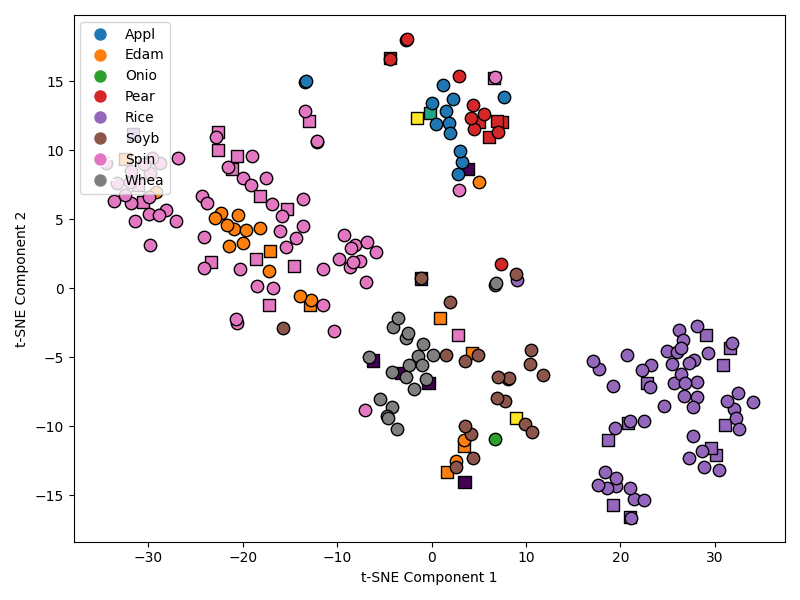 Appl
Edam
Onio
Pear
Rice
Soyb
Spin
Whea
15
10
5
0
−5
−10
−15
t-SNE Component 2
−30 −20 −10 0 10 20 30
t-SNE Component 1